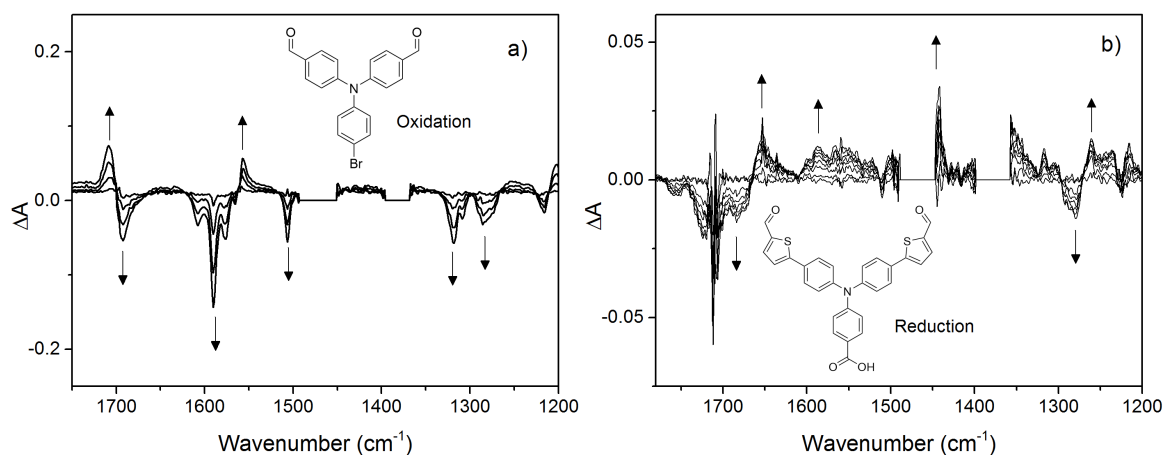 a)
O
O
N
Oxidation
Br
0.2
0.0
-0.2
ΔA
1700 1600 1500 1400 1300 1200
Wavenumber (cm-1)
b)
0.05
0.00
-0.05
ΔA
O
O
S
S
N
Reduction
O
OH
1700 1600 1500 1400 1300 1200
Wavenumber (cm-1)